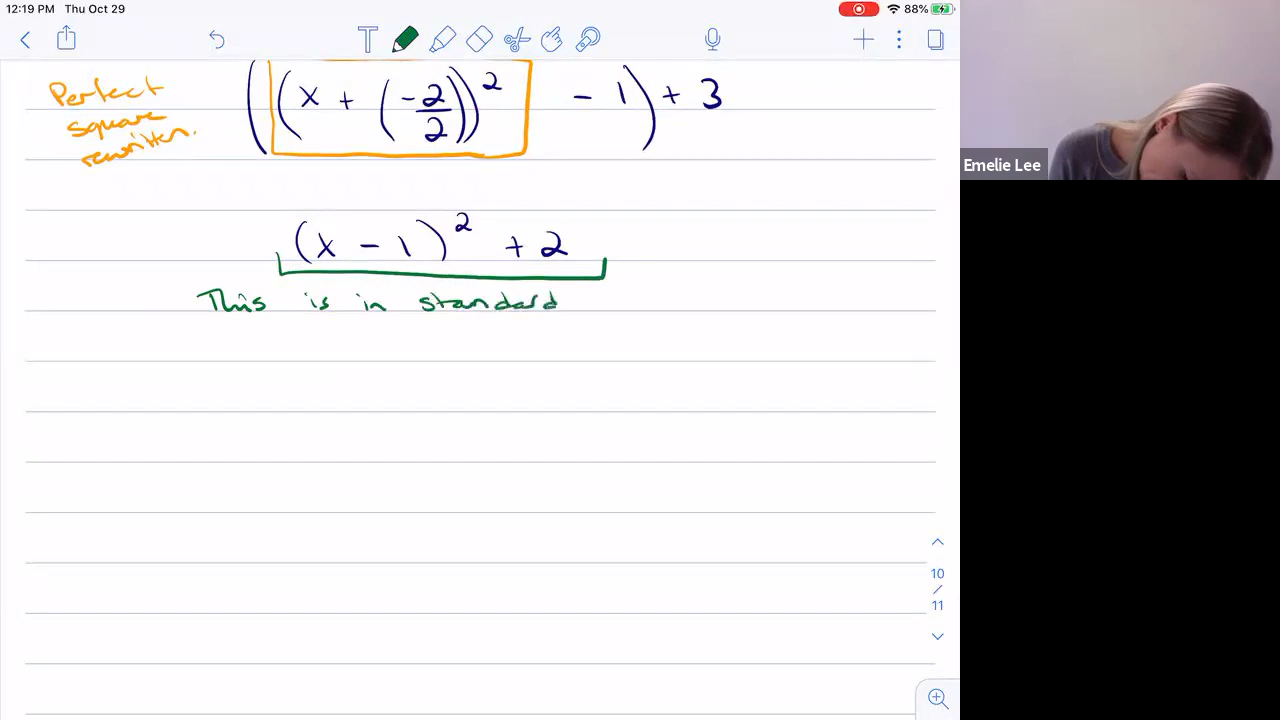 12:19 PM Thu Oct 29
88%
Perfect
square
rewritten.
((x + (-2/2))² - 1) + 3
(x - 1)² + 2
This is in standard
Emelie Lee
10
/
11